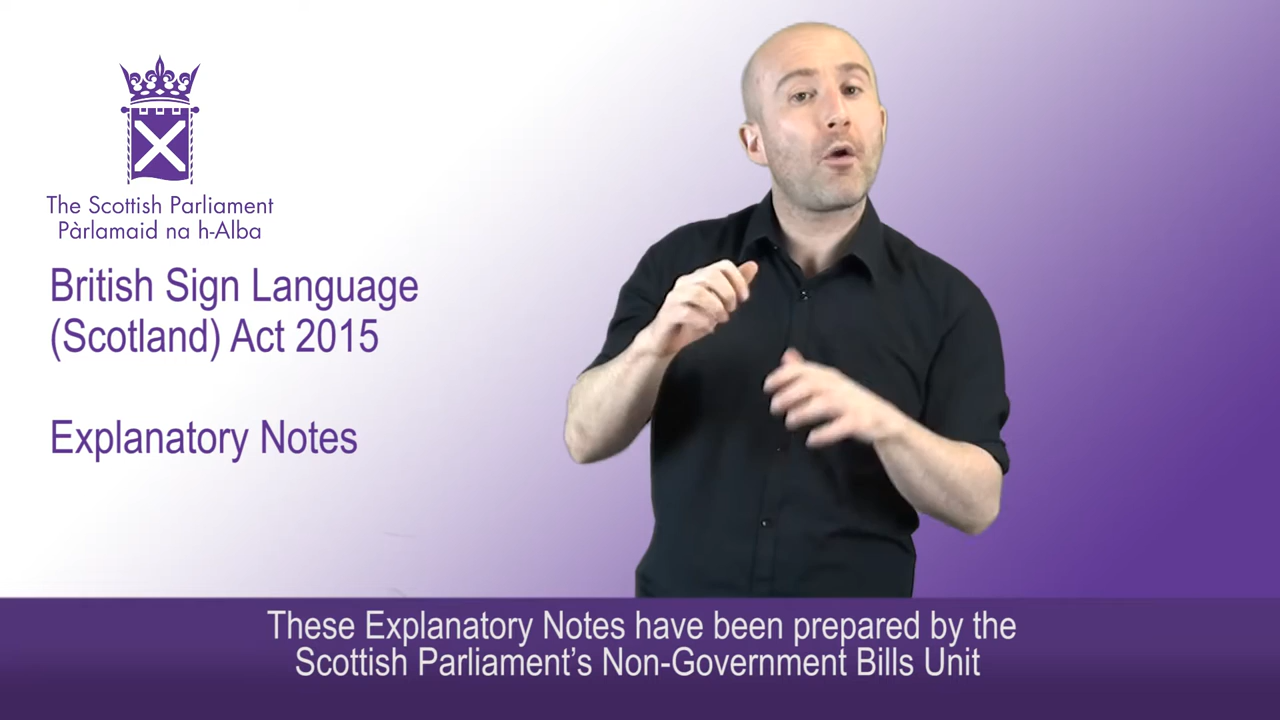 The Scottish Parliament
Pàrlamaid na h-Alba
British Sign Language
(Scotland) Act 2015
Explanatory Notes
These Explanatory Notes have been prepared by the
Scottish Parliament's Non-Government Bills Unit